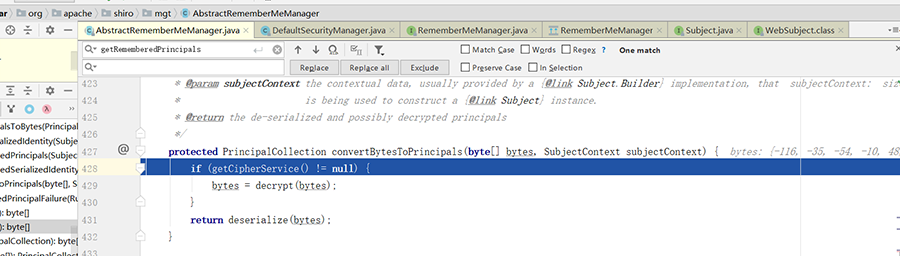 ar org apache shiro mgt AbstractRememberMeManager
AbstractRememberMeManager.java DefaultSecurityManager.java RememberMeManager.java RememberMeManager Subject.java WebSubject.class
getRememberedPrincipals Match Case Words Regex ? One match
Replace Replace all Exclude Preserve Case In Selection
423 * @param subjectContext the contextual data, usually provided by a {@link Subject.Builder} implementation, that subjectContext: siz
424 * is being used to construct a {@link Subject} instance.
425 * @return the de-serialized and possibly decrypted principals
426 */
427 @ protected PrincipalCollection convertBytesToPrincipals(byte[] bytes, SubjectContext subjectContext) { bytes: {-116, -35, -54, -10, 48,
428 if (getCipherService() != null) {
429 bytes = decrypt(bytes);
430 }
431 return deserialize(bytes);
432 }
433
alsToBytes(Principal
alizedIdentity(Subje
edPrincipals(Subjec
edSerializedIdentity
oPrincipals(byte[], S
edPrincipalFailure(Ru
): byte[]
): byte[]
palCollection): byte[